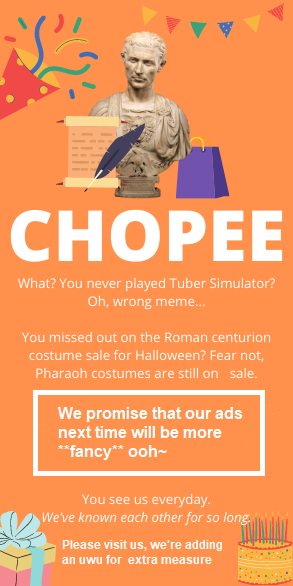 CHOPEE
What? You never played Tuber Simulator?
Oh, wrong meme...
You missed out on the Roman centurion
costume sale for Halloween? Fear not,
Pharaoh costumes are still on sale.
We promise that our ads
next time will be more
**fancy** ooh~
You see us everyday.
We've known each other for so long.
Please visit us, we're adding
an uwu for extra measure